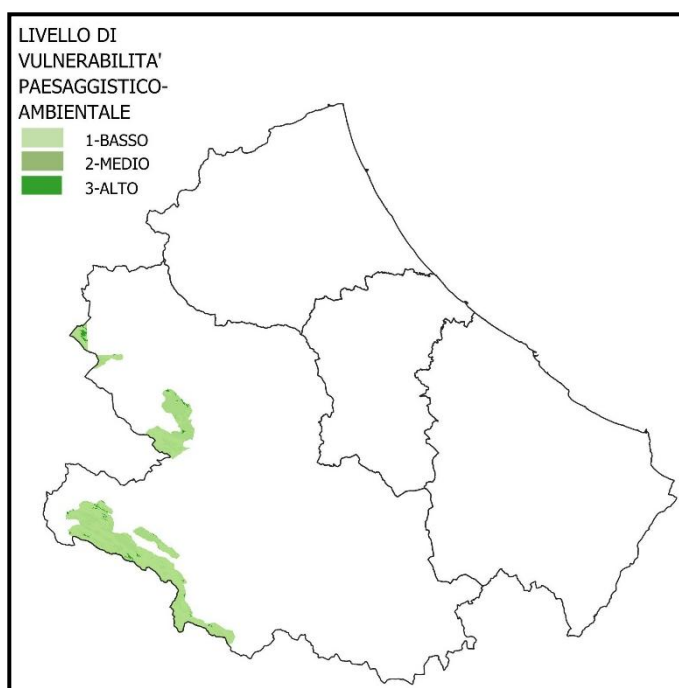 LIVELLO DI
VULNERABILITA'
PAESAGGISTICO-
AMBIENTALE
1-BASSO
2-MEDIO
3-ALTO